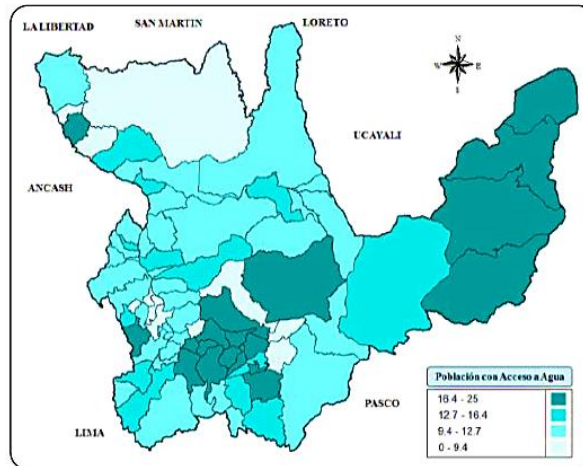 LA LIBERTAD
SAN MARTIN
LORETO
N
W E
S
UCAYALI
ANCASH
Población con Acceso a Agua
16.4 - 25
12.7 - 16.4
9.4 - 12.7
0 - 9.4
PASCO
LIMA